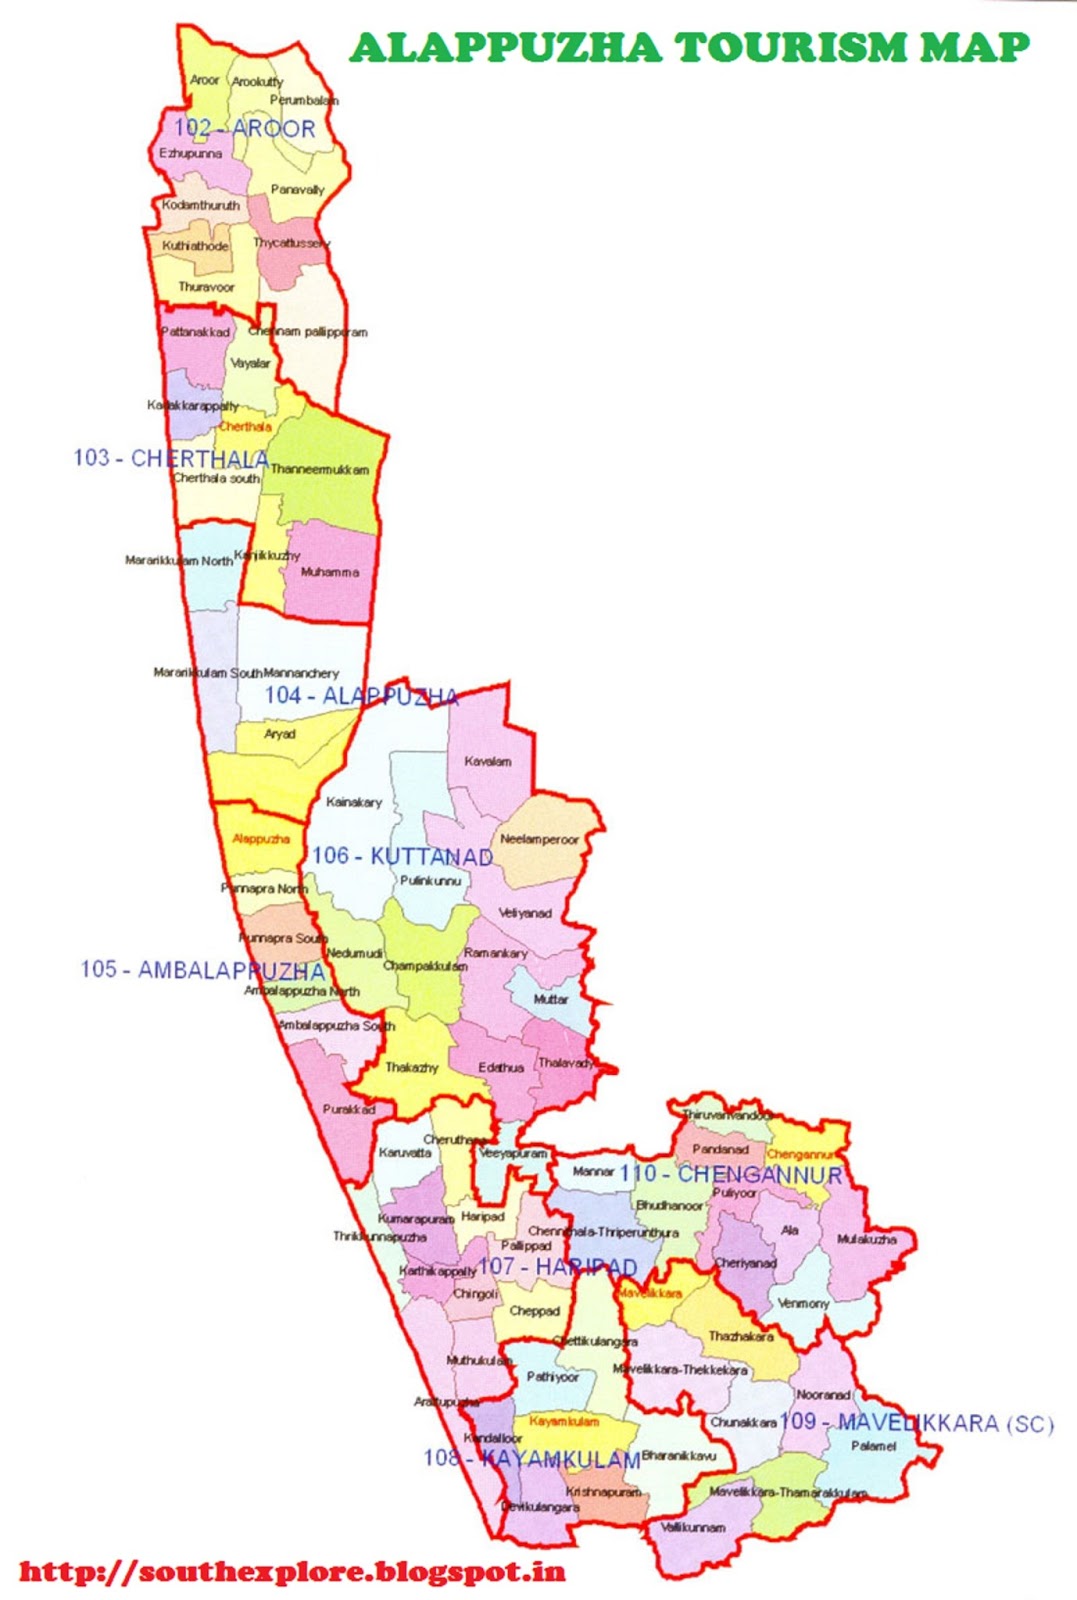 ALAPPUZHA TOURISM MAP
Aroor
Arookutty
Perumbalam
102 - AROOR
Ezhupunna
Panavally
Kodamthuruth
Kuthiathode
Thycattussery
Thuravoor
Pattanakkad
Chennam pallippuram
Vayalar
Kadakkarappally
Cherthala
103 - CHERTHALA
Thanneermukkam
Cherthala south
Mararikkulam North
Kanjikkuzhy
Muhamma
Mararikkulam South
Mannanchery
104 - ALAPPUZHA
Aryad
Kavalam
Kainakary
Alappuzha
Neelamperoor
106 - KUTTANAD
Pulinkunnu
Punnapra North
Veliyanad
Punnapra South
Nedumudi
Ramankary
Champakkulam
105 - AMBALAPPUZHA
Ambalappuzha North
Muttar
Ambalappuzha South
Thakazhy
Edathua
Thalavady
Purakkad
Thiruvanvandoor
Cheruthana
Karuvatta
Veeyapuram
Pandanad
Chengannur
Mannar
110 - CHENGANNUR
Puliyoor
Bhudhanoor
Kumarapuram
Haripad
Thrikkunnapuzha
Chennithala-Thriperunthura
Ala
Mulakuzha
Pallippad
Cheriyanad
Karthikappally
107 - HARIPAD
Chingoli
Mavelikkara
Venmony
Cheppad
Thazhakara
Chettikulangara
Muthukulam
Mavelikkara-Thekkekara
Pathiyoor
Nooranad
Arattupuzha
Kayamkulam
Chunakkara
109 - MAVELIKKARA (SC)
Kandalloor
Palamel
108 - KAYAMKULAM
Bharanikkavu
Krishnapuram
Mavelikkara-Thamarakkulam
Devikulangara
Vallikunnam
http://southexplore.blogspot.in